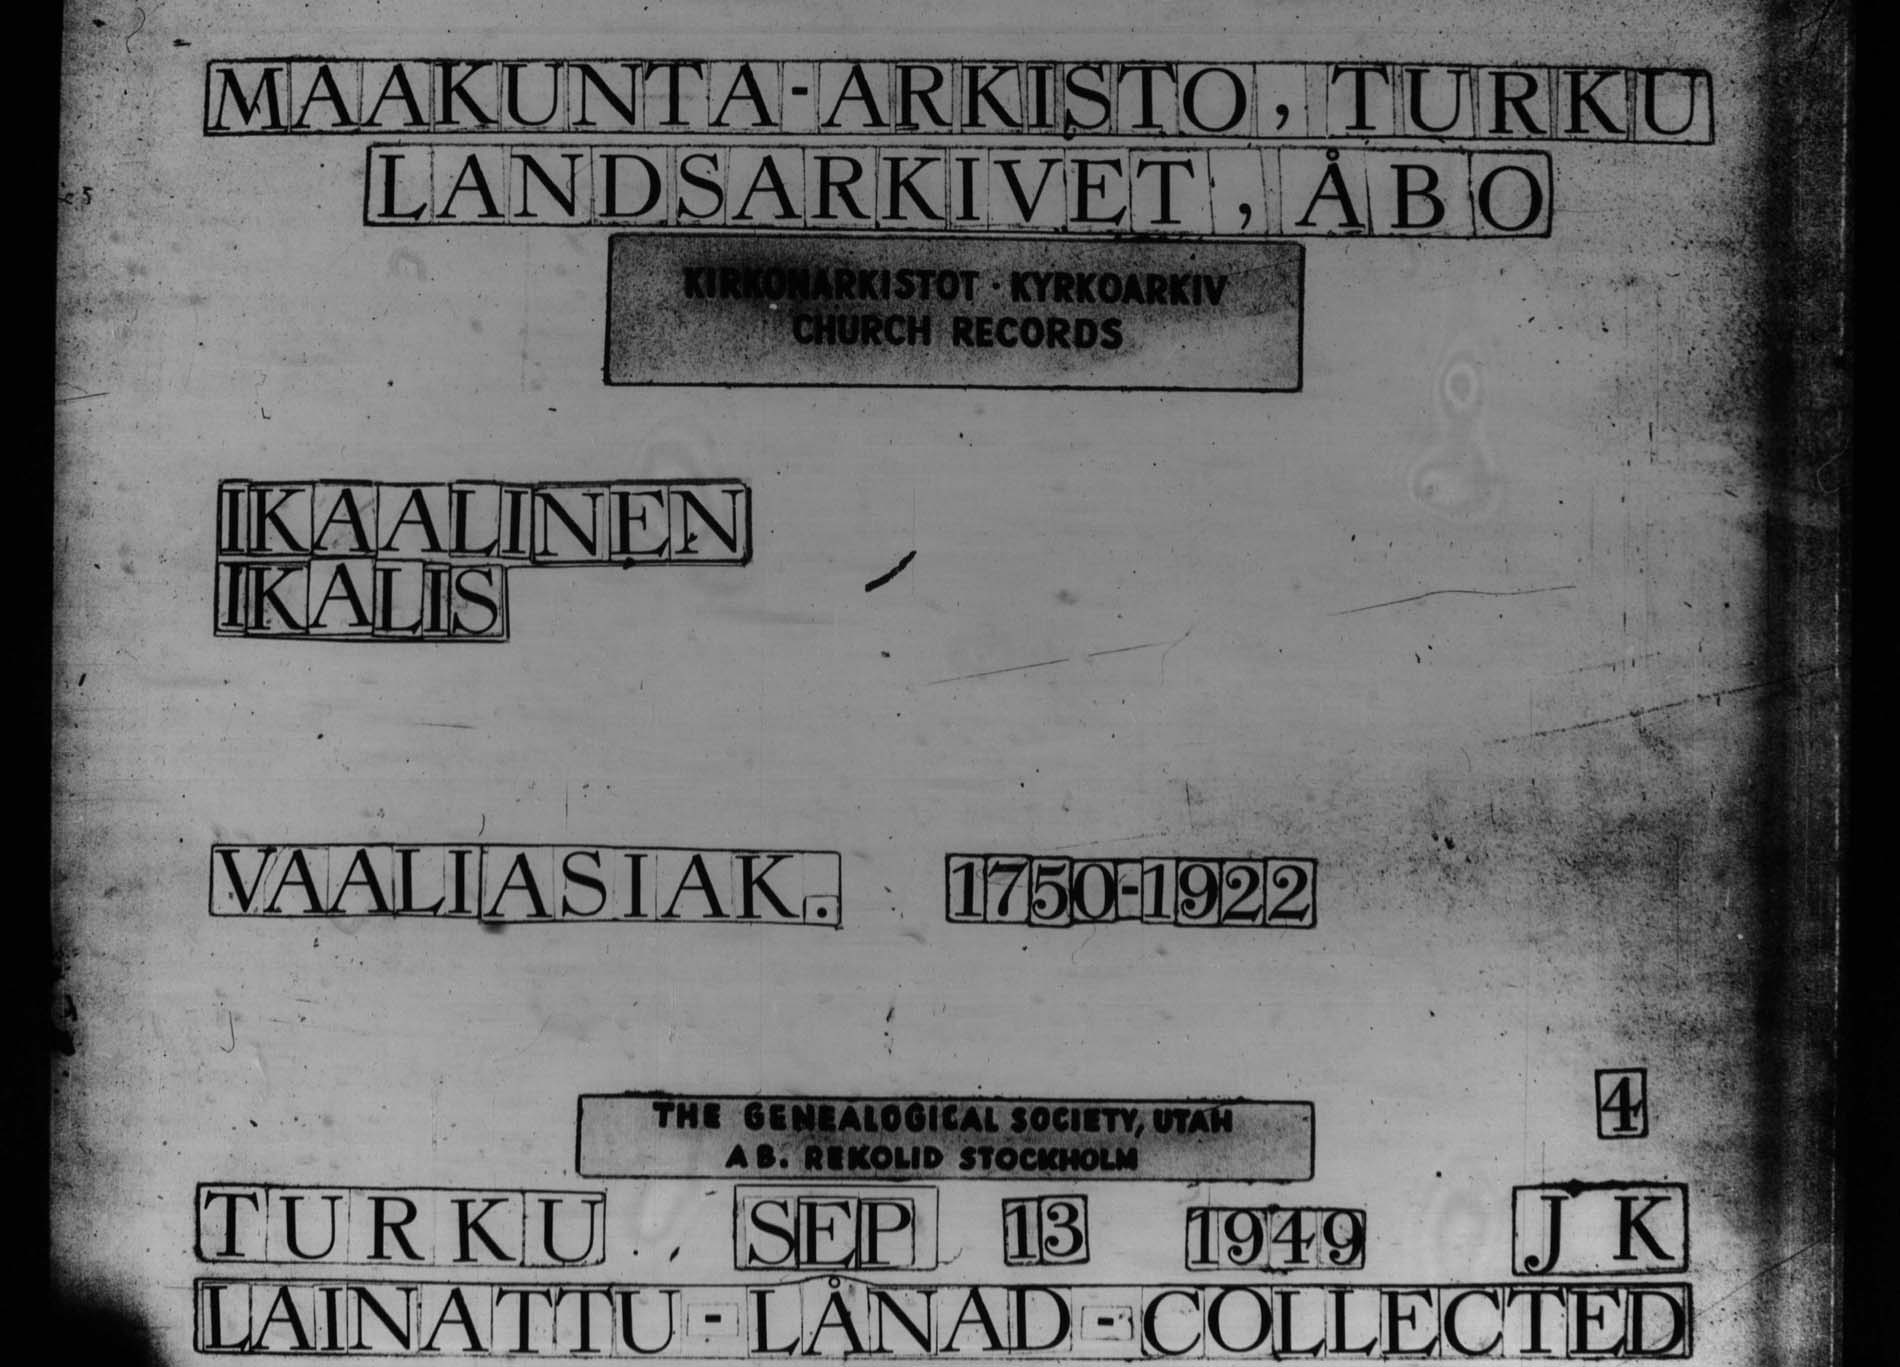 MAAKUNTA-ARKISTO, TURKU
LANDSARKIVET, ÅBO
KIRKONARKISTOT · KYRKOARKIV
CHURCH RECORDS
IKAALINEN
IKALIS
VAALIASIAK. 1750-1922
4
THE GENEALOGICAL SOCIETY, UTAH
AB. REKOLID STOCKHOLM
TURKU SEP 13 1949 J K
LAINATTU-LÅNAD-COLLECTED